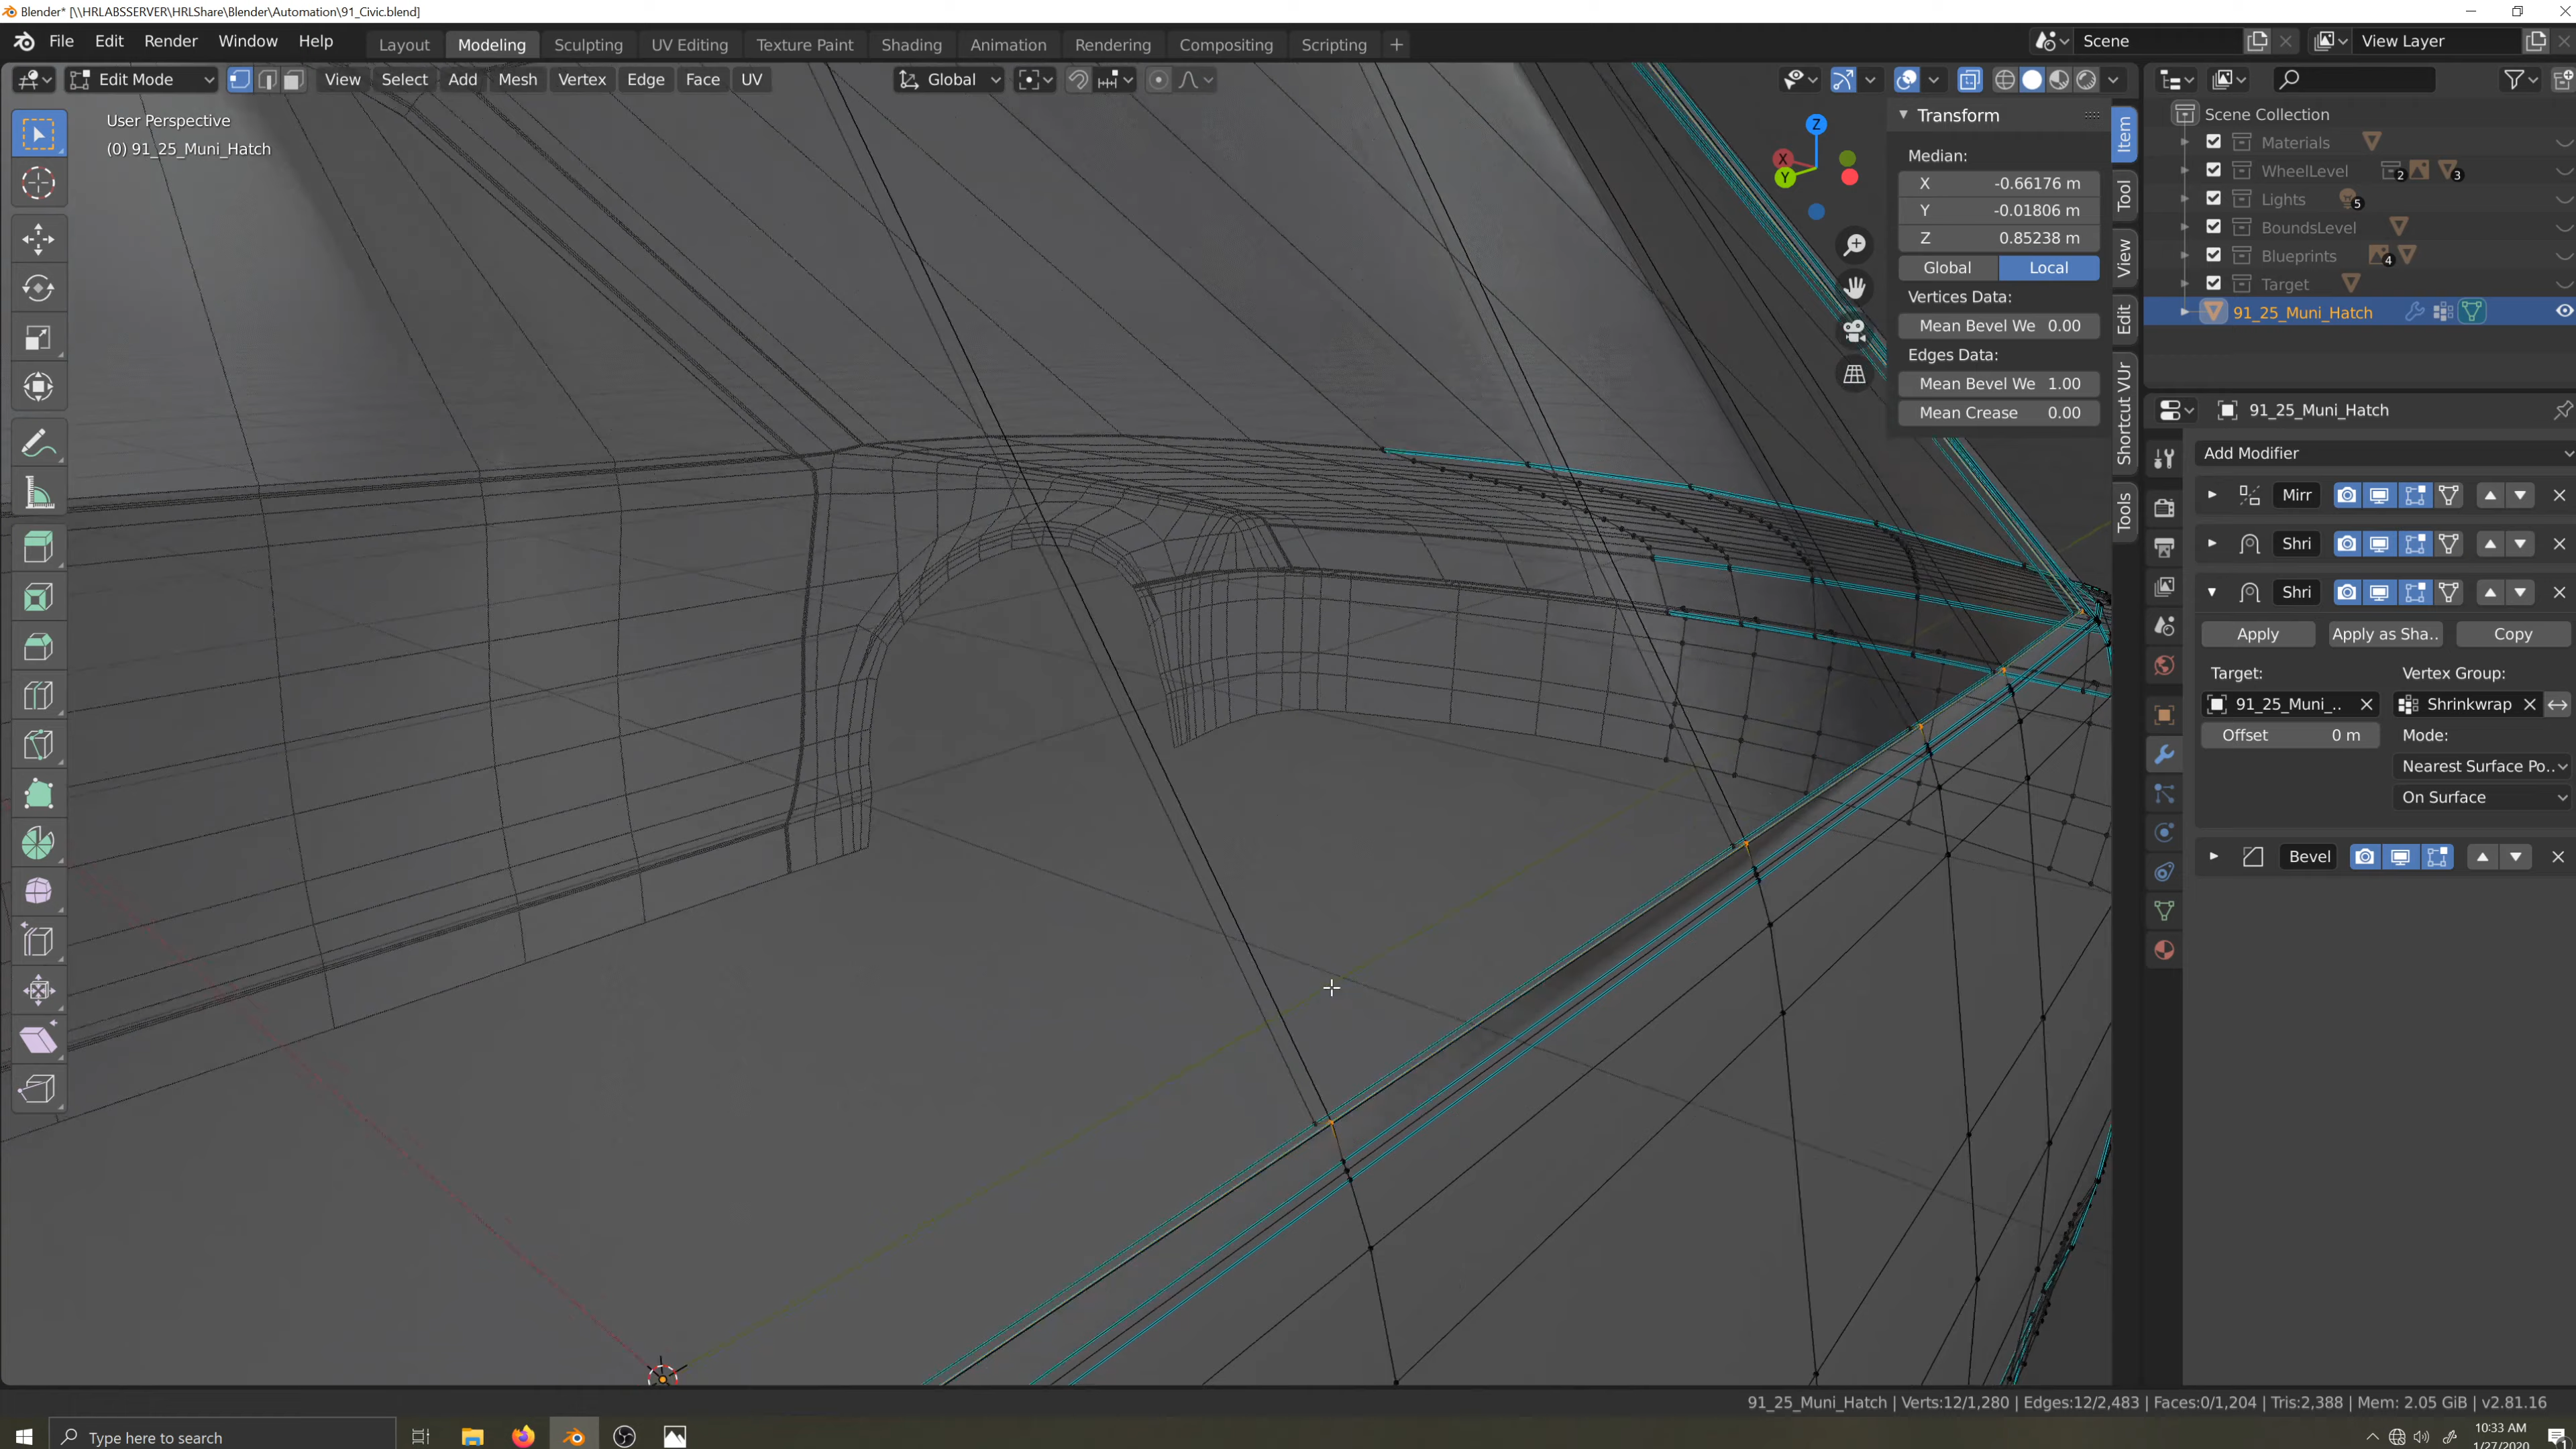 Blender* [\\HRLABSSERVER\HRLShare\Blender\Automation\91_Civic.blend]
File Edit Render Window Help
Layout Modeling Sculpting UV Editing Texture Paint Shading Animation Rendering Compositing Scripting +
Scene
View Layer
Edit Mode
View Select Add Mesh Vertex Edge Face UV
Global
User Perspective
(0) 91_25_Muni_Hatch
Z
X
Y
Transform
Median:
X -0.66176 m
Y -0.01806 m
Z 0.85238 m
Global Local
Vertices Data:
Mean Bevel We 0.00
Edges Data:
Mean Bevel We 1.00
Mean Crease 0.00
Item
Tool
View
Edit
Shortcut VUr
Tools
Scene Collection
Materials
WheelLevel 2 3
Lights 5
BoundsLevel
Blueprints 4
Target
91_25_Muni_Hatch
91_25_Muni_Hatch
Add Modifier
Mirr
Shri
Shri
Apply Apply as Sha.. Copy
Target: Vertex Group:
91_25_Muni_.. Shrinkwrap
Offset 0 m Mode:
Nearest Surface Po..
On Surface
Bevel
91_25_Muni_Hatch | Verts:12/1,280 | Edges:12/2,483 | Faces:0/1,204 | Tris:2,388 | Mem: 2.05 GiB | v2.81.16
Type here to search
10:33 AM
1/27/2020